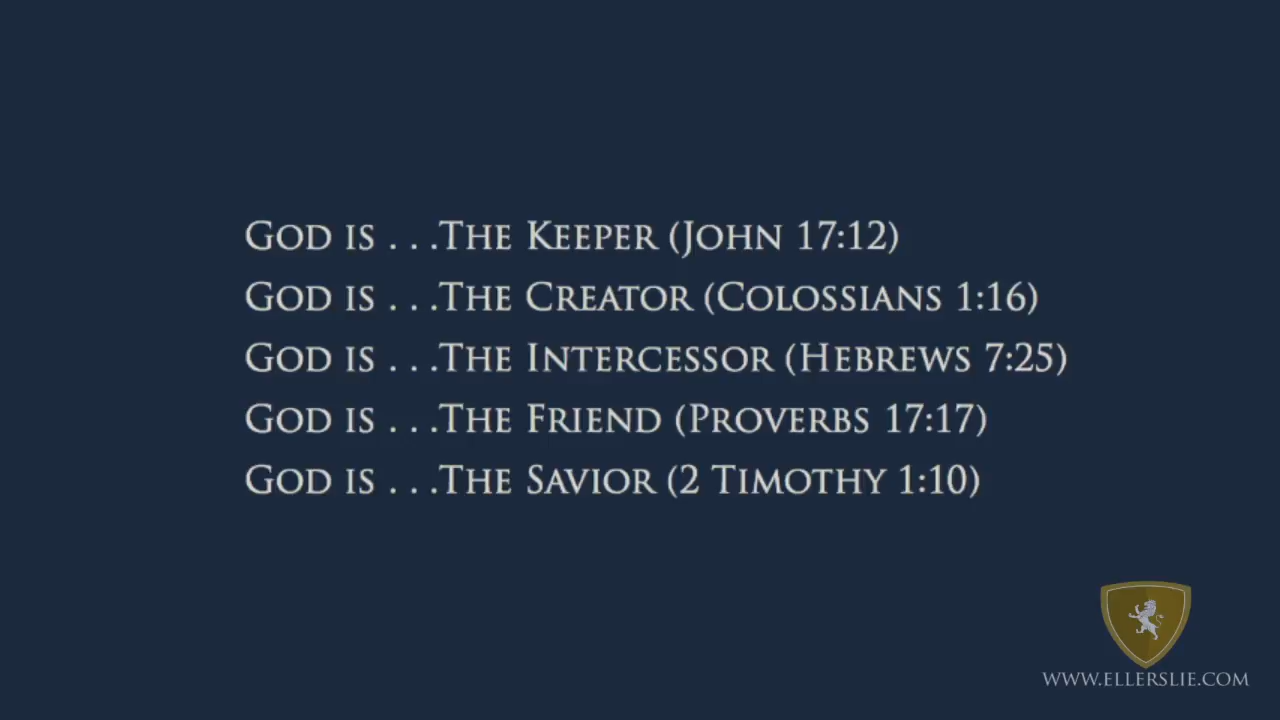 God is . . .The Keeper (John 17:12)
God is . . .The Creator (Colossians 1:16)
God is . . .The Intercessor (Hebrews 7:25)
God is . . .The Friend (Proverbs 17:17)
God is . . .The Savior (2 Timothy 1:10)
www.ellerslie.com